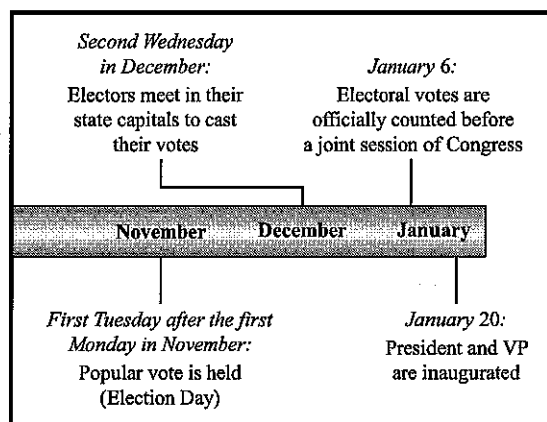 Second Wednesday
in December:
Electors meet in their
state capitals to cast
their votes
January 6:
Electoral votes are
officially counted before
a joint session of Congress
November
December
January
First Tuesday after the first
Monday in November:
Popular vote is held
(Election Day)
January 20:
President and VP
are inaugurated